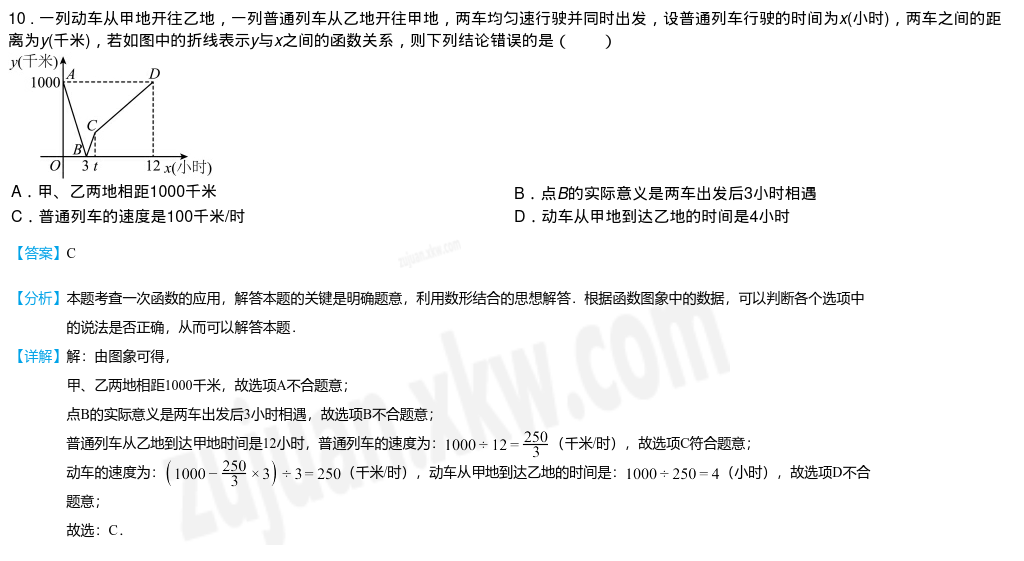 10．一列动车从甲地开往乙地，一列普通列车从乙地开往甲地，两车均匀速行驶并同时出发，设普通列车行驶的时间为x(小时)，两车之间的距
离为y(千米)，若如图中的折线表示y与x之间的函数关系，则下列结论错误的是（　　）
y(千米)
A D
1000
C
B
O 3 t 12 x(小时)
A．甲、乙两地相距1000千米 B．点B的实际意义是两车出发后3小时相遇
C．普通列车的速度是100千米/时 D．动车从甲地到达乙地的时间是4小时
【答案】C
【分析】本题考查一次函数的应用，解答本题的关键是明确题意，利用数形结合的思想解答．根据函数图象中的数据，可以判断各个选项中
的说法是否正确，从而可以解答本题．
【详解】解：由图象可得，
甲、乙两地相距1000千米，故选项A不合题意；
点B的实际意义是两车出发后3小时相遇，故选项B不合题意；
普通列车从乙地到达甲地时间是12小时，普通列车的速度为：1000÷12=250/3（千米/时），故选项C符合题意；
动车的速度为：(1000−250/3×3)÷3=250（千米/时），动车从甲地到达乙地的时间是：1000÷250=4（小时），故选项D不合
题意；
故选：C．
zujuan.xkw.com
zujuan.xkw.com